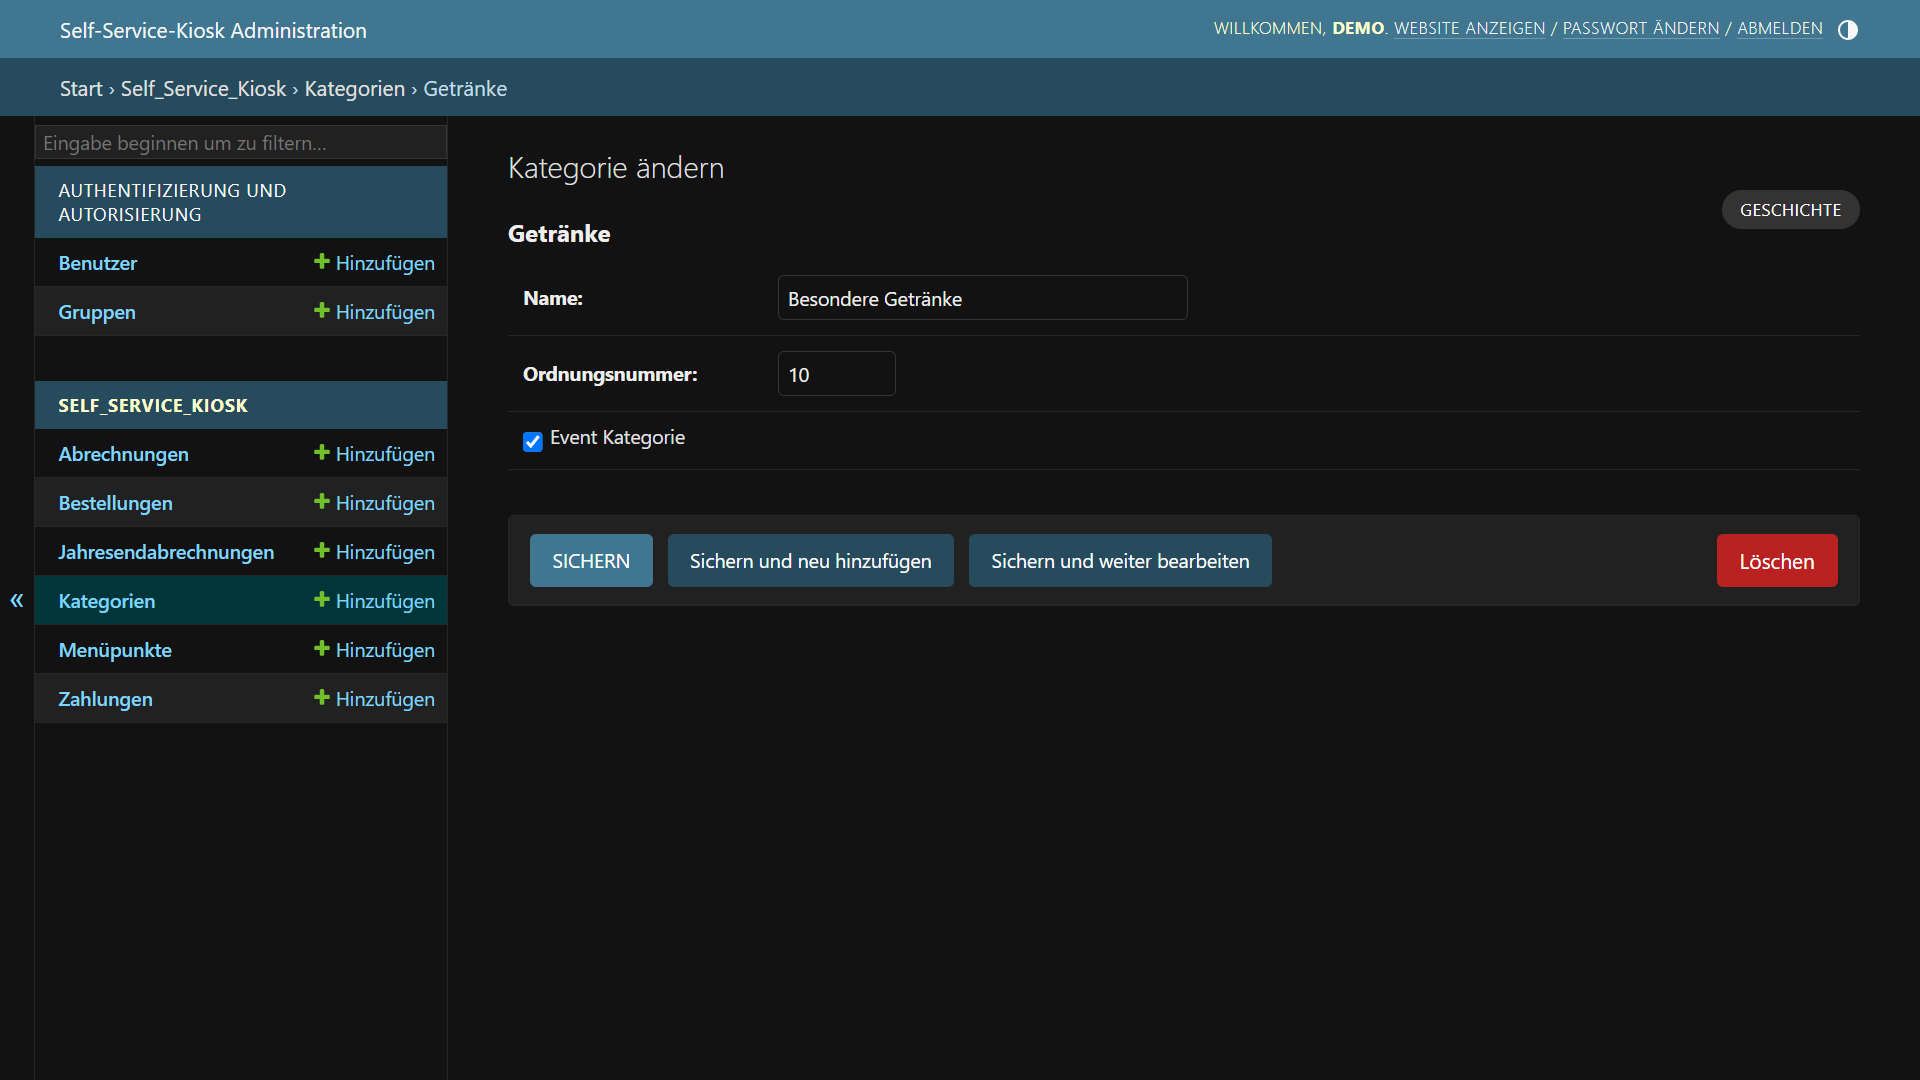 Self-Service-Kiosk Administration
WILLKOMMEN, DEMO. WEBSITE ANZEIGEN / PASSWORT ÄNDERN / ABMELDEN
Start › Self_Service_Kiosk › Kategorien › Getränke
Eingabe beginnen um zu filtern...
AUTHENTIFIZIERUNG UND
AUTORISIERUNG
Benutzer Hinzufügen
Gruppen Hinzufügen
SELF_SERVICE_KIOSK
Abrechnungen Hinzufügen
Bestellungen Hinzufügen
Jahresendabrechnungen Hinzufügen
«
Kategorien Hinzufügen
Menüpunkte Hinzufügen
Zahlungen Hinzufügen
Kategorie ändern
GESCHICHTE
Getränke
Name: Besondere Getränke
Ordnungsnummer: 10
Event Kategorie
SICHERN Sichern und neu hinzufügen Sichern und weiter bearbeiten Löschen